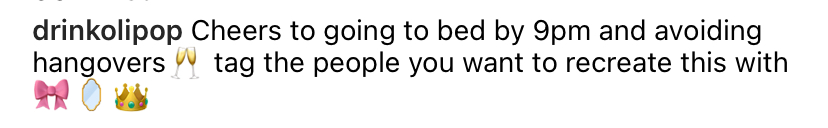 drinkolipop Cheers to going to bed by 9pm and avoiding
hangovers🥂 tag the people you want to recreate this with
🎀🪞👑